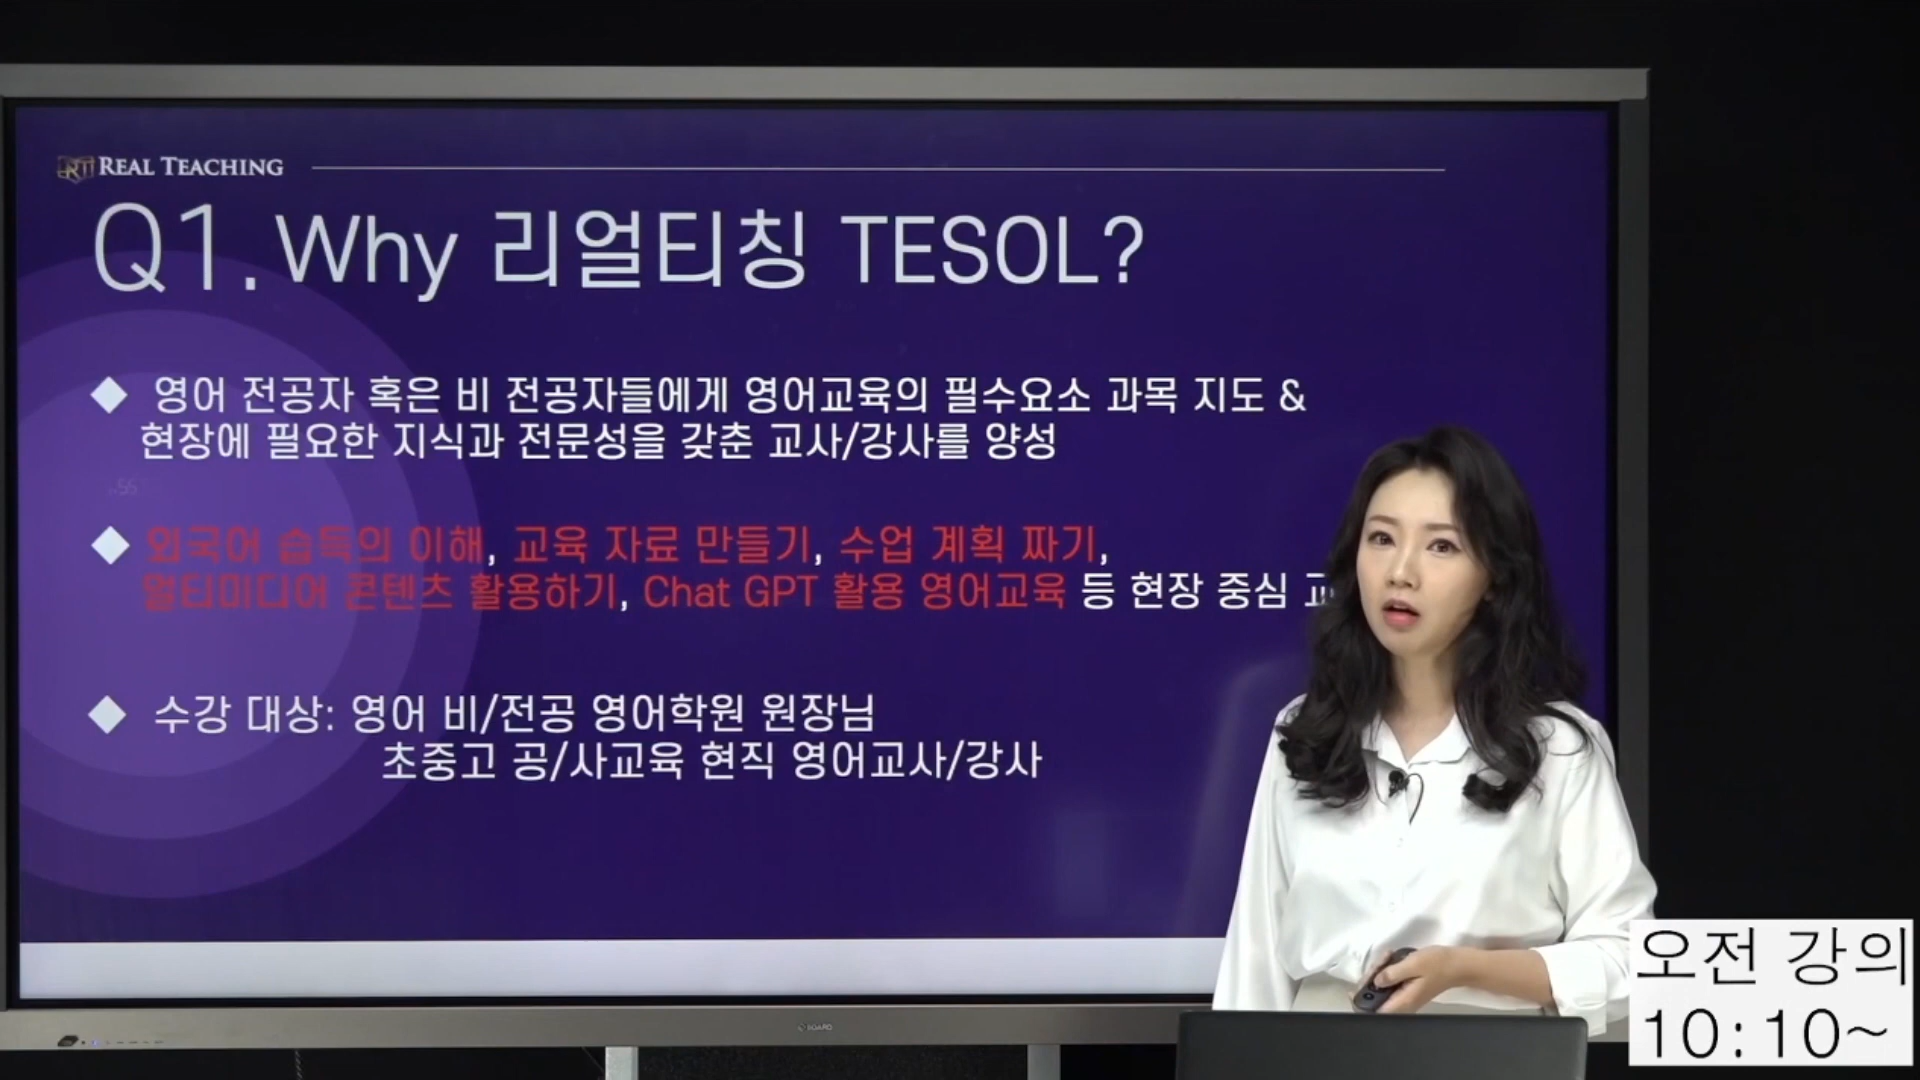 REAL TEACHING
Q1. Why 리얼티칭 TESOL?
◆ 영어 전공자 혹은 비 전공자들에게 영어교육의 필수요소 과목 지도 &
현장에 필요한 지식과 전문성을 갖춘 교사/강사를 양성
◆ 외국어 습득의 이해, 교육 자료 만들기, 수업 계획 짜기,
멀티미디어 콘텐츠 활용하기, Chat GPT 활용 영어교육 등 현장 중심
◆ 수강 대상: 영어 비/전공 영어학원 원장님
초중고 공/사교육 현직 영어교사/강사
오전 강의
10:10~